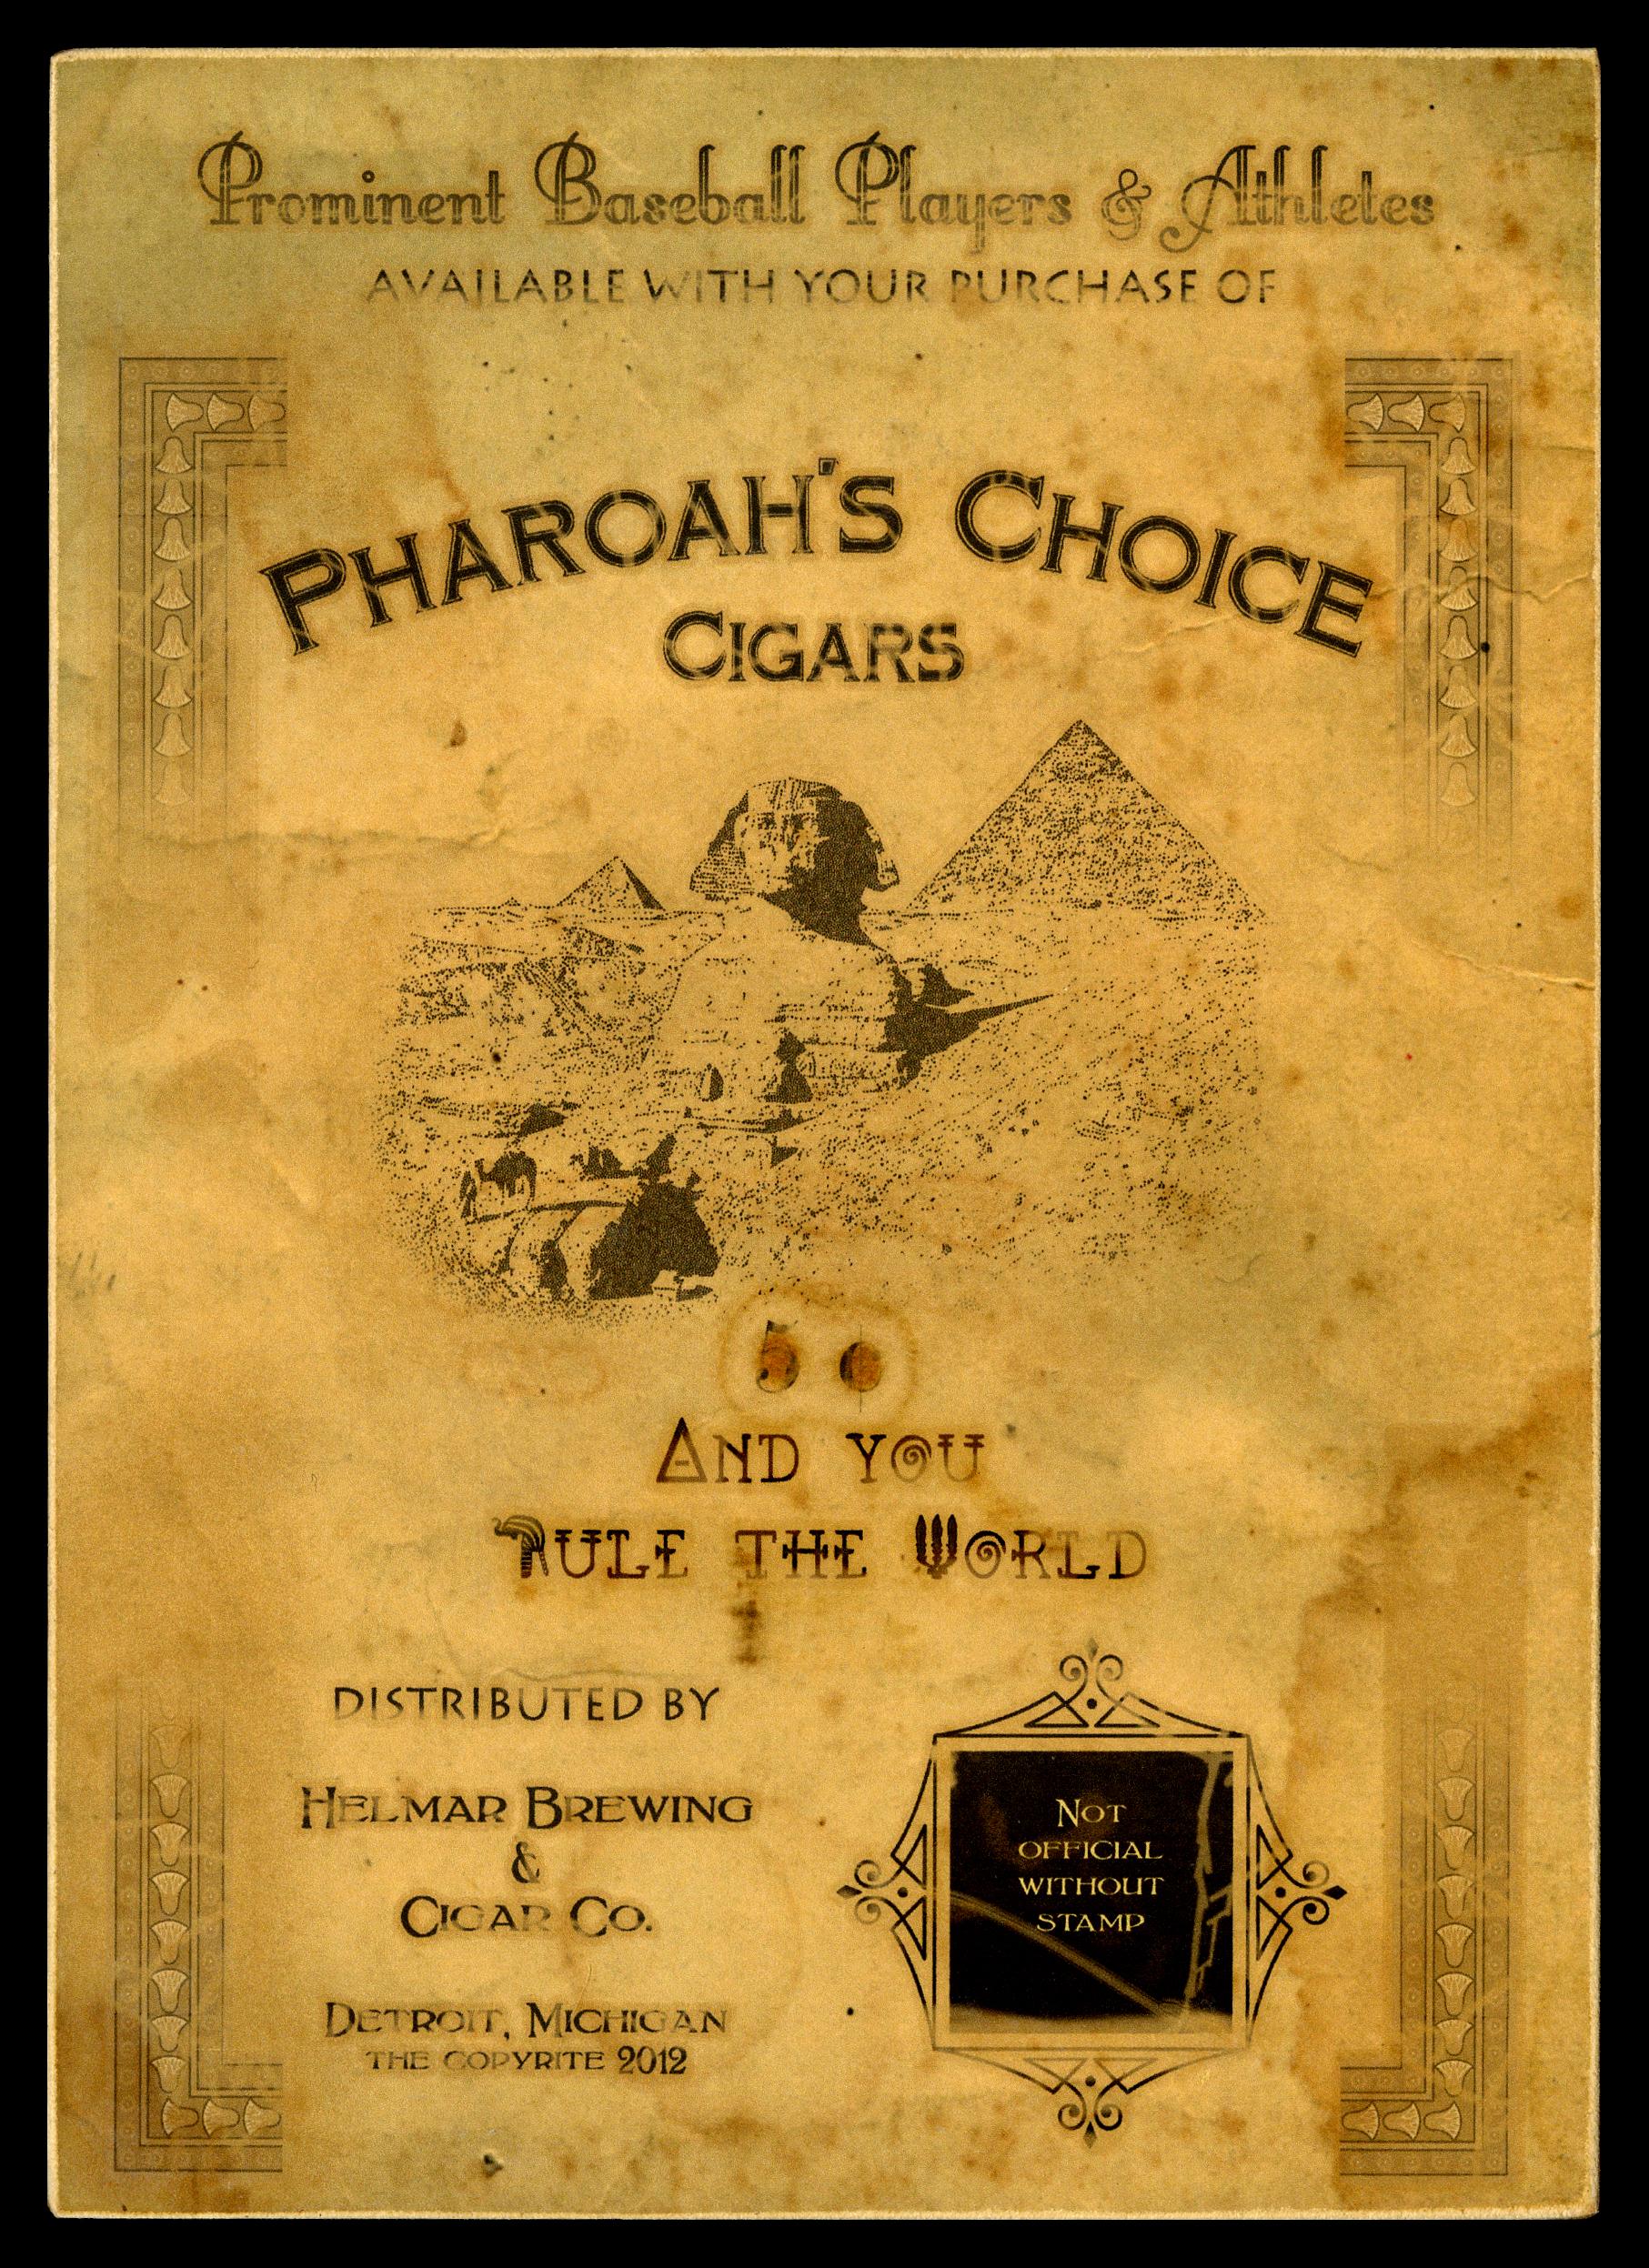 Prominent Baseball Players & Athletes
AVAILABLE WITH YOUR PURCHASE OF
PHAROAH'S CHOICE
CIGARS
5 ¢
AND YOU
RULE THE WORLD
DISTRIBUTED BY
HELMAR BREWING
&
CIGAR CO.
DETROIT, MICHIGAN
THE COPYRITE 2012
NOT
OFFICIAL
WITHOUT
STAMP